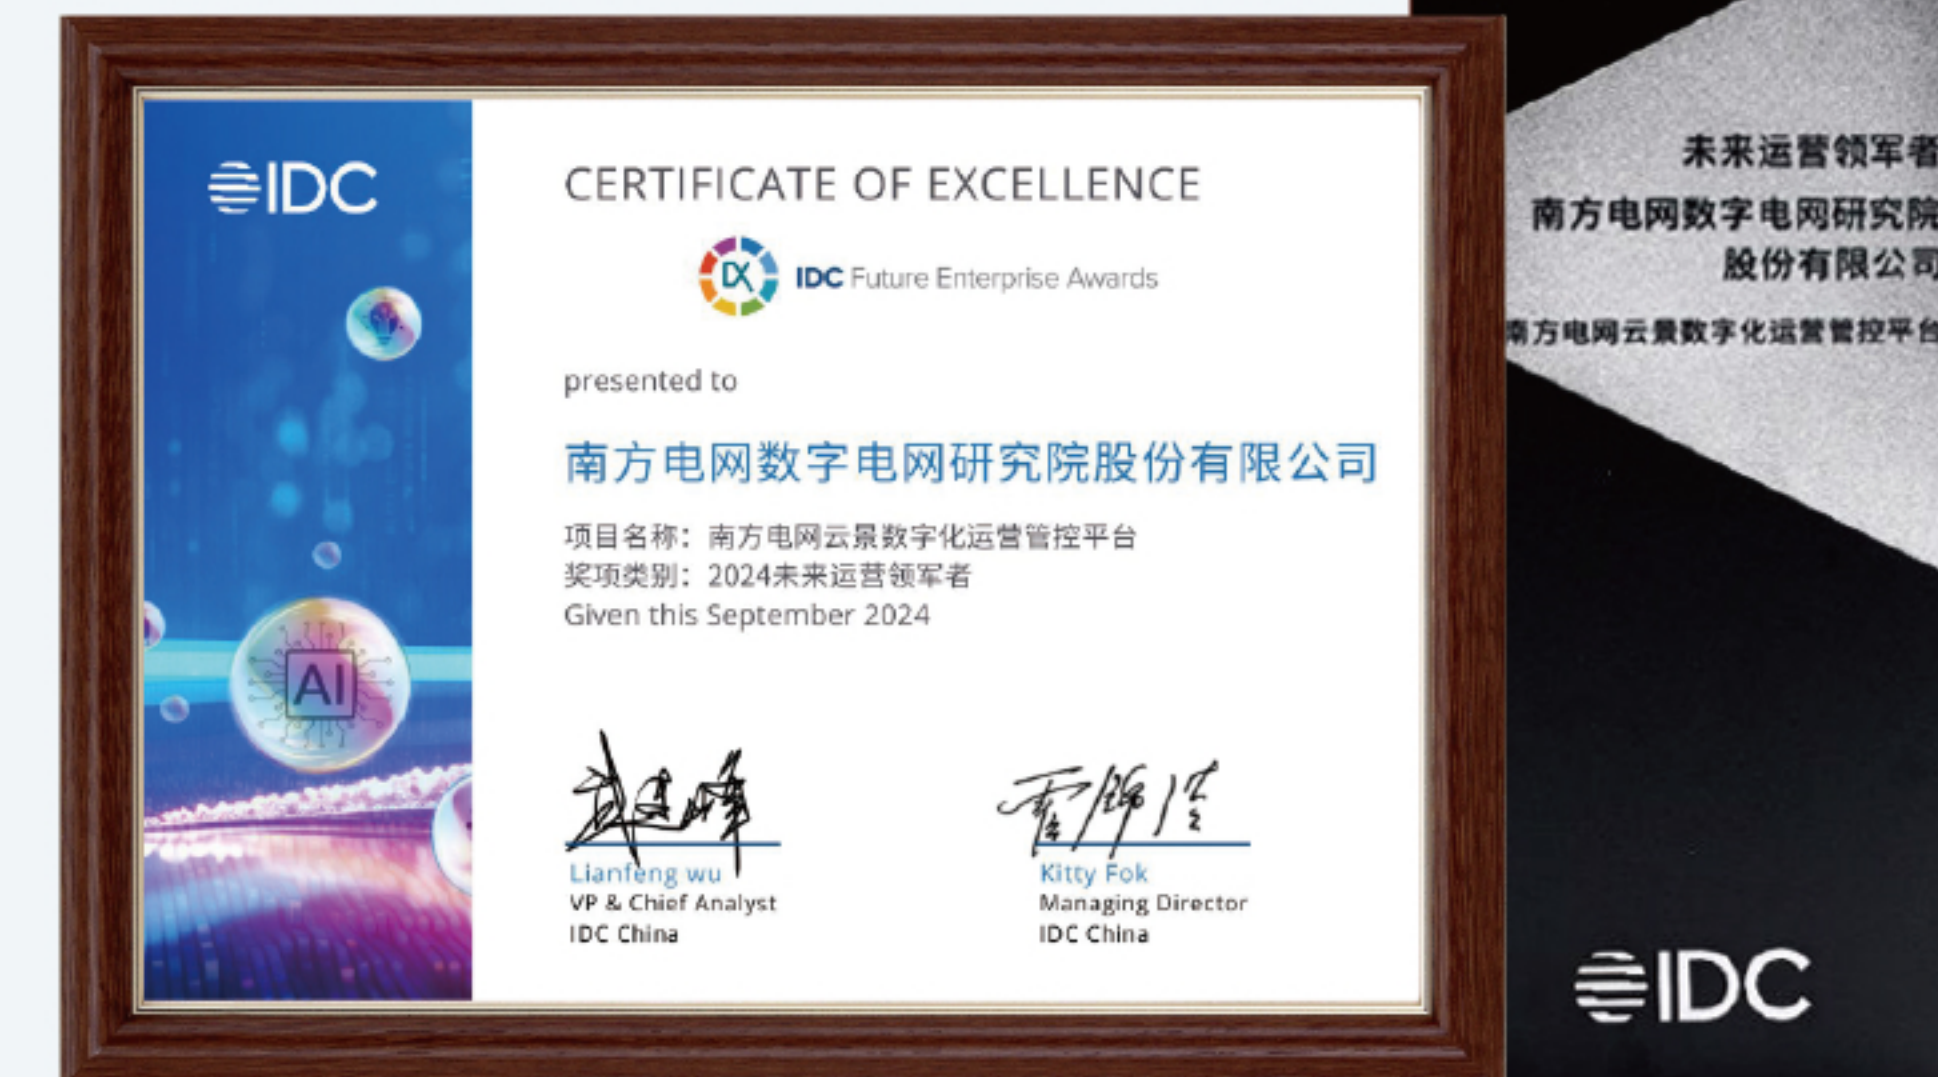 IDC
CERTIFICATE OF EXCELLENCE
IDC Future Enterprise Awards
presented to
南方电网数字电网研究院股份有限公司
项目名称：南方电网云景数字化运营管控平台
奖项类别：2024未来运营领军者
Given this September 2024
AI
武连峰
霍锦洁
Lianfeng wu
VP & Chief Analyst
IDC China
Kitty Fok
Managing Director
IDC China
未来运营领军者
南方电网数字电网研究院
股份有限公司
南方电网云景数字化运营管控平台
IDC